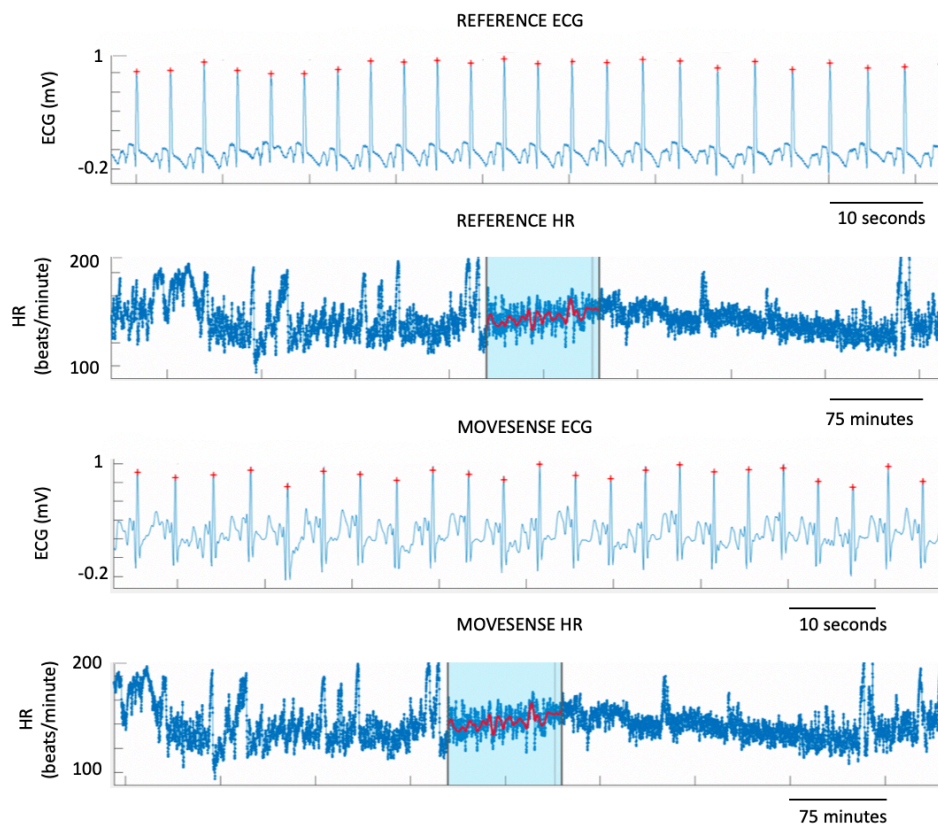 REFERENCE ECG
1
ECG (mV)
-0.2
10 seconds
REFERENCE HR
200
HR
(beats/minute)
100
75 minutes
MOVESENSE ECG
1
ECG (mV)
-0.2
10 seconds
MOVESENSE HR
200
HR
(beats/minute)
100
75 minutes